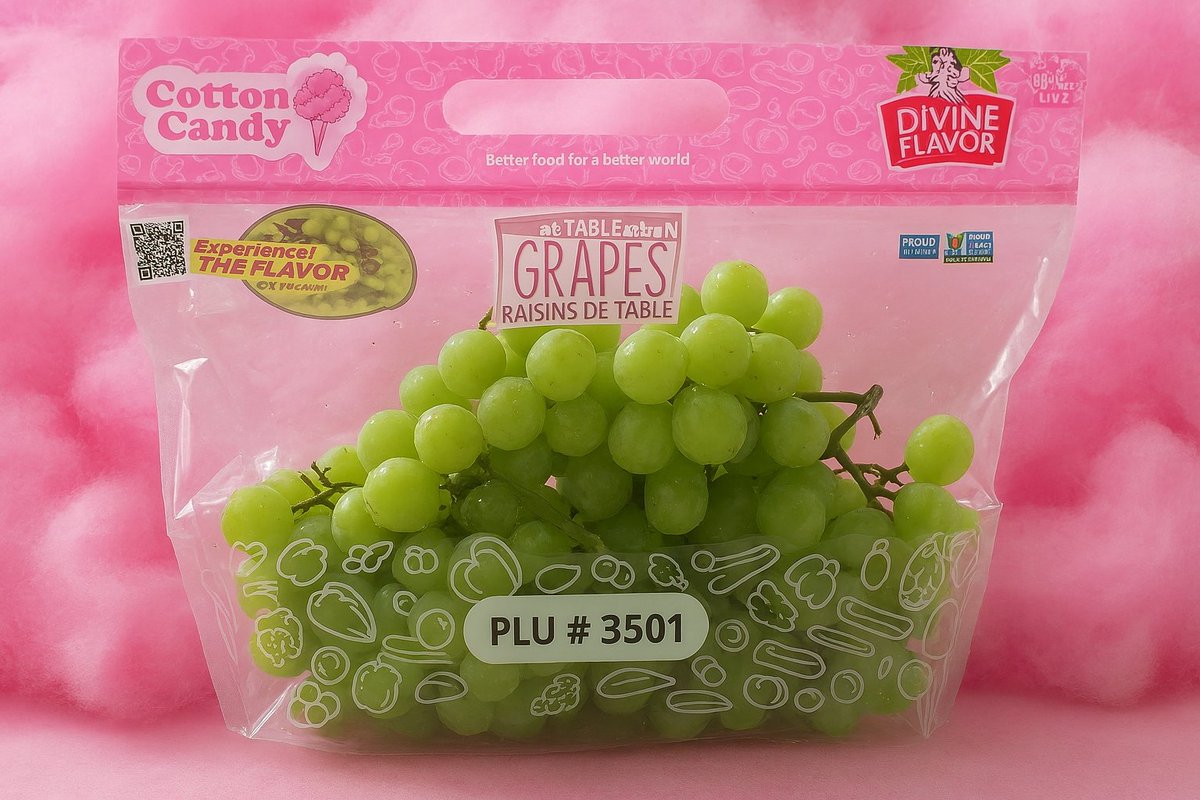 Cotton
Candy
Better food for a better world
DIVINE
FLAVOR
Experience!
THE FLAVOR
TABLE
GRAPES
RAISINS DE TABLE
PROUD
PLU # 3501